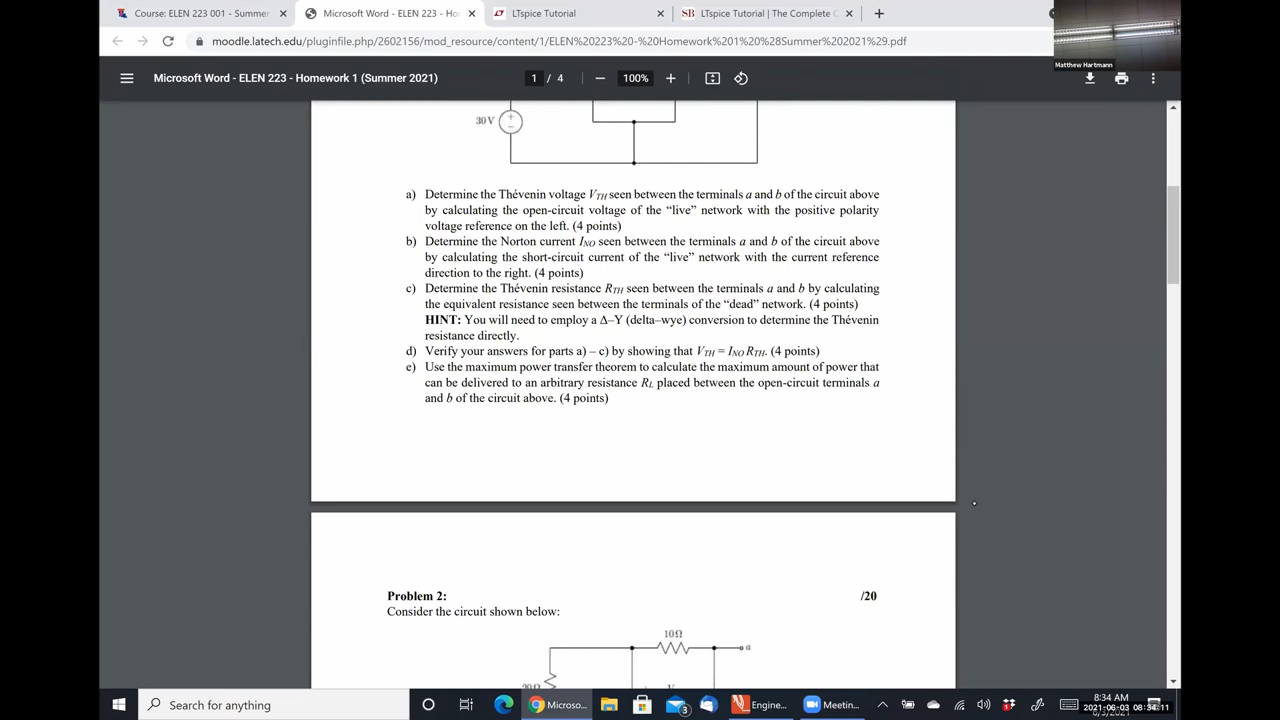 Course: ELEN 223 001 - Summer
Microsoft Word - ELEN 223 - Ho
LTspice Tutorial
SB LTspice Tutorial | The Complete
moodle.latech.edu/pluginfile.php/2602156/mod_resource/content/1/ELEN%20223%20-%20Homework%201%20%28Summer%202021%29.pdf
Matthew Hartmann
Microsoft Word - ELEN 223 - Homework 1 (Summer 2021)
1 / 4
100%
30 V
a) Determine the Thévenin voltage VTH seen between the terminals a and b of the circuit above
by calculating the open-circuit voltage of the “live” network with the positive polarity
voltage reference on the left. (4 points)
b) Determine the Norton current INO seen between the terminals a and b of the circuit above
by calculating the short-circuit current of the “live” network with the current reference
direction to the right. (4 points)
c) Determine the Thévenin resistance RTH seen between the terminals a and b by calculating
the equivalent resistance seen between the terminals of the “dead” network. (4 points)
HINT: You will need to employ a Δ–Y (delta–wye) conversion to determine the Thévenin
resistance directly.
d) Verify your answers for parts a) – c) by showing that VTH = INO RTH. (4 points)
e) Use the maximum power transfer theorem to calculate the maximum amount of power that
can be delivered to an arbitrary resistance RL placed between the open-circuit terminals a
and b of the circuit above. (4 points)
Problem 2: /20
Consider the circuit shown below:
10Ω
a
20Ω
Search for anything
3
Microso...
Engine...
Meetin...
8:34 AM
2021-06-03 08:34:11